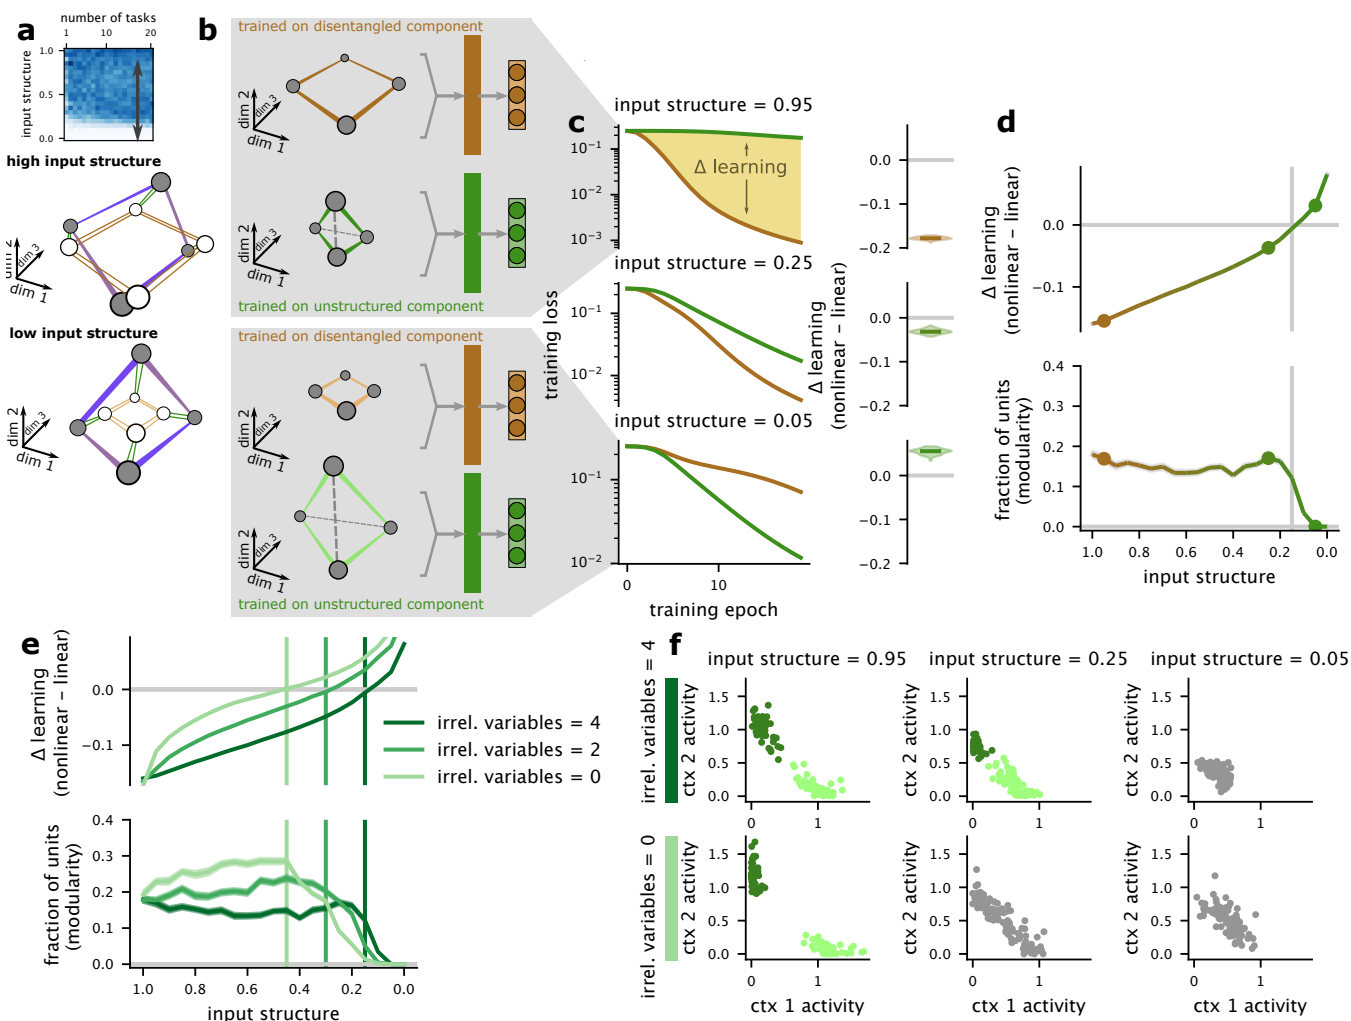 a
number of tasks
1 10 20
input structure
1.0
0.5
0.0
high input structure
dim 2
dim 3
dim 1
low input structure
dim 2
dim 3
dim 1
b
trained on disentangled component
dim 2
dim 3
dim 1
dim 2
dim 3
dim 1
trained on unstructured component
trained on disentangled component
dim 2
dim 3
dim 1
dim 2
dim 3
dim 1
trained on unstructured component
c
input structure = 0.95
10⁻¹
10⁻²
10⁻³
Δ learning
input structure = 0.25
10⁻¹
10⁻²
input structure = 0.05
10⁻¹
10⁻²
training loss
0 10
training epoch
Δ learning
(nonlinear − linear)
0.0
−0.1
−0.2
0.0
−0.1
−0.2
0.0
−0.1
−0.2
d
Δ learning
(nonlinear − linear)
0.0
−0.1
fraction of units
(modularity)
0.4
0.3
0.2
0.1
0.0
1.0 0.8 0.6 0.4 0.2 0.0
input structure
e
Δ learning
(nonlinear − linear)
0.0
−0.1
irrel. variables = 4
irrel. variables = 2
irrel. variables = 0
fraction of units
(modularity)
0.4
0.3
0.2
0.1
0.0
1.0 0.8 0.6 0.4 0.2 0.0
input structure
f
irrel. variables = 4
input structure = 0.95
ctx 2 activity
1.5
1.0
0.5
0.0
0 1
input structure = 0.25
ctx 2 activity
1.5
1.0
0.5
0.0
0 1
input structure = 0.05
ctx 2 activity
1.5
1.0
0.5
0.0
0 1
irrel. variables = 0
ctx 2 activity
1.5
1.0
0.5
0.0
0 1
ctx 1 activity
ctx 2 activity
1.5
1.0
0.5
0.0
0 1
ctx 1 activity
ctx 2 activity
1.5
1.0
0.5
0.0
0 1
ctx 1 activity